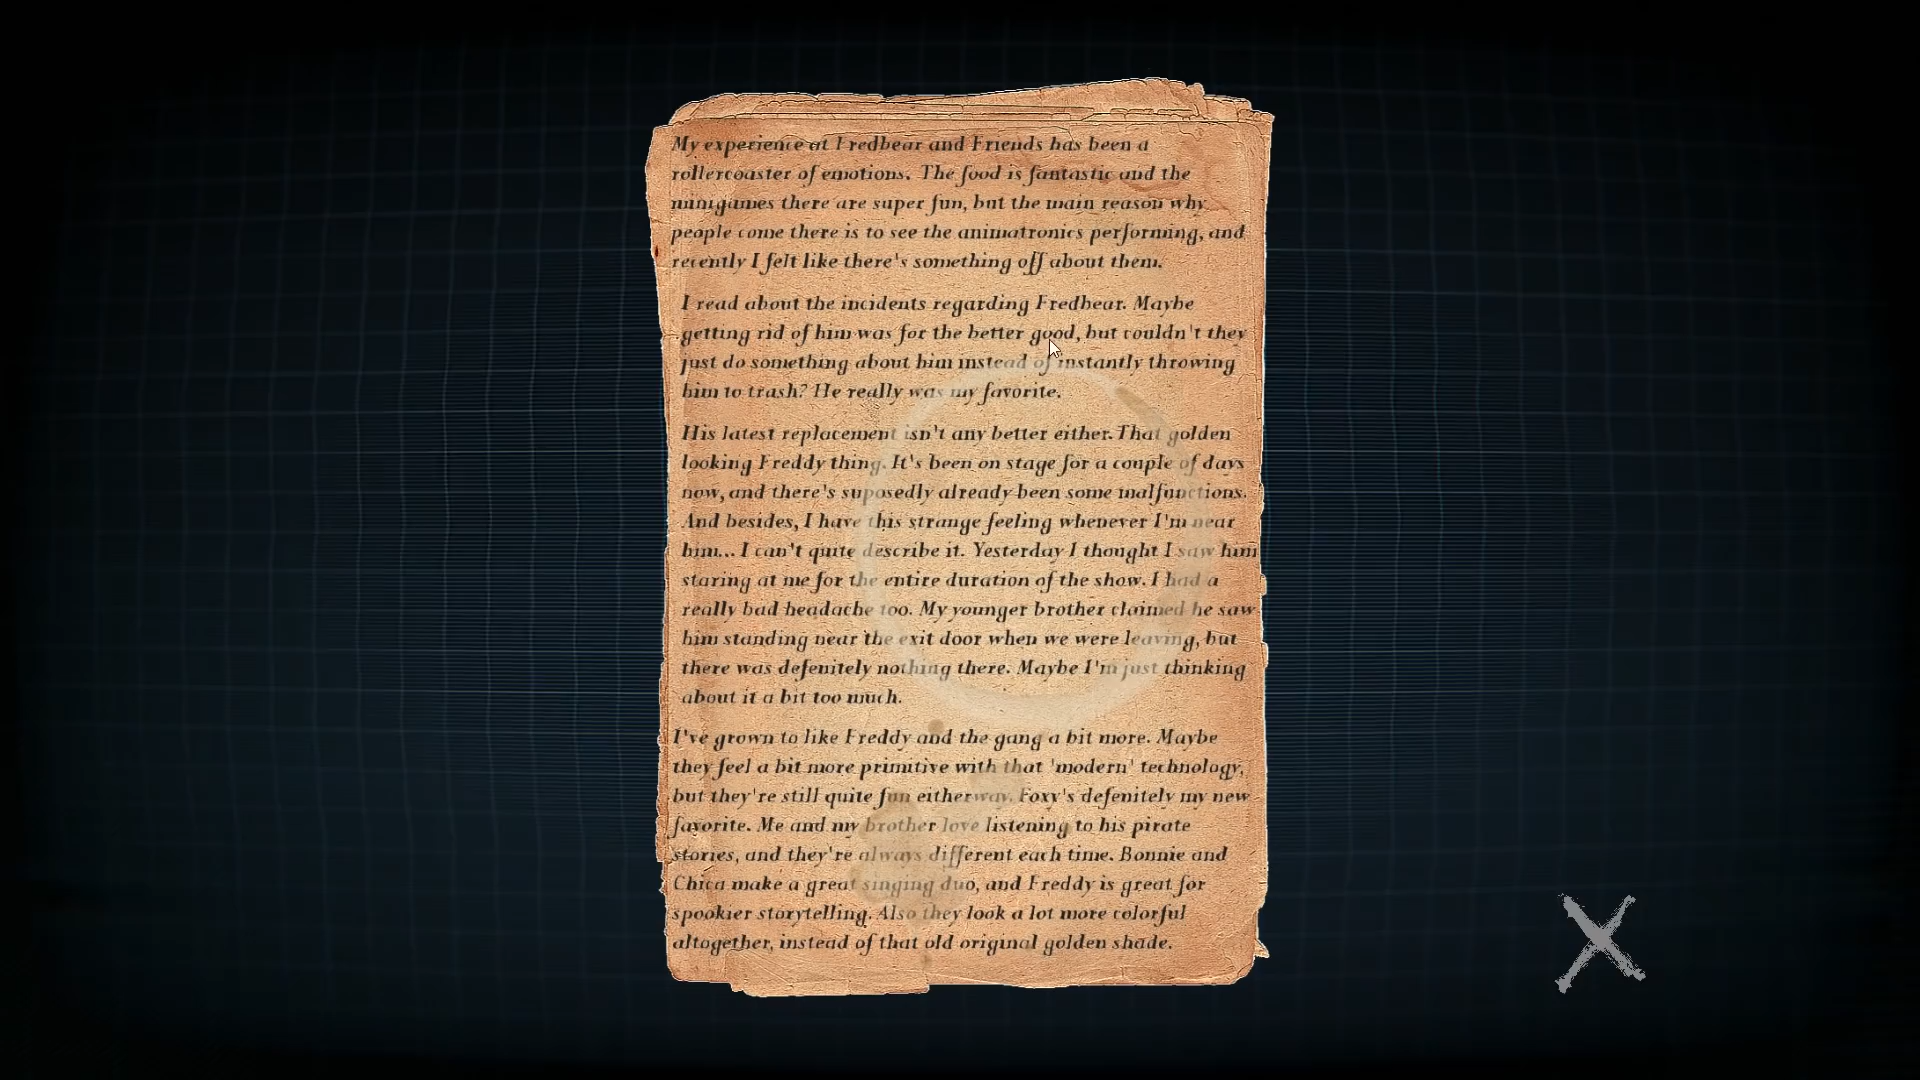 My experience at Fredbear and Friends has been a
rollercoaster of emotions. The food is fantastic and the
minigames there are super fun, but the main reason why
people come there is to see the animatronics performing, and
recently I felt like there's something off about them.
I read about the incidents regarding Fredbear. Maybe
getting rid of him was for the better good, but couldn't they
just do something about him instead of instantly throwing
him to trash? He really was my favorite.
His latest replacement isn't any better either. That golden
looking Freddy thing. It's been on stage for a couple of days
now, and there's suposedly already been some malfunctions.
And besides, I have this strange feeling whenever I'm near
him... I can't quite describe it. Yesterday I thought I saw him
staring at me for the entire duration of the show. I had a
really bad headache too. My younger brother claimed he saw
him standing near the exit door when we were leaving, but
there was defenitely nothing there. Maybe I'm just thinking
about it a bit too much.
I've grown to like Freddy and the gang a bit more. Maybe
they feel a bit more primitive with that 'modern' technology,
but they're still quite fun eitherway. Foxy's defenitely my new
favorite. Me and my brother love listening to his pirate
stories, and they're always different each time. Bonnie and
Chica make a great singing duo, and Freddy is great for
spookier storytelling. Also they look a lot more colorful
altogether, instead of that old original golden shade.